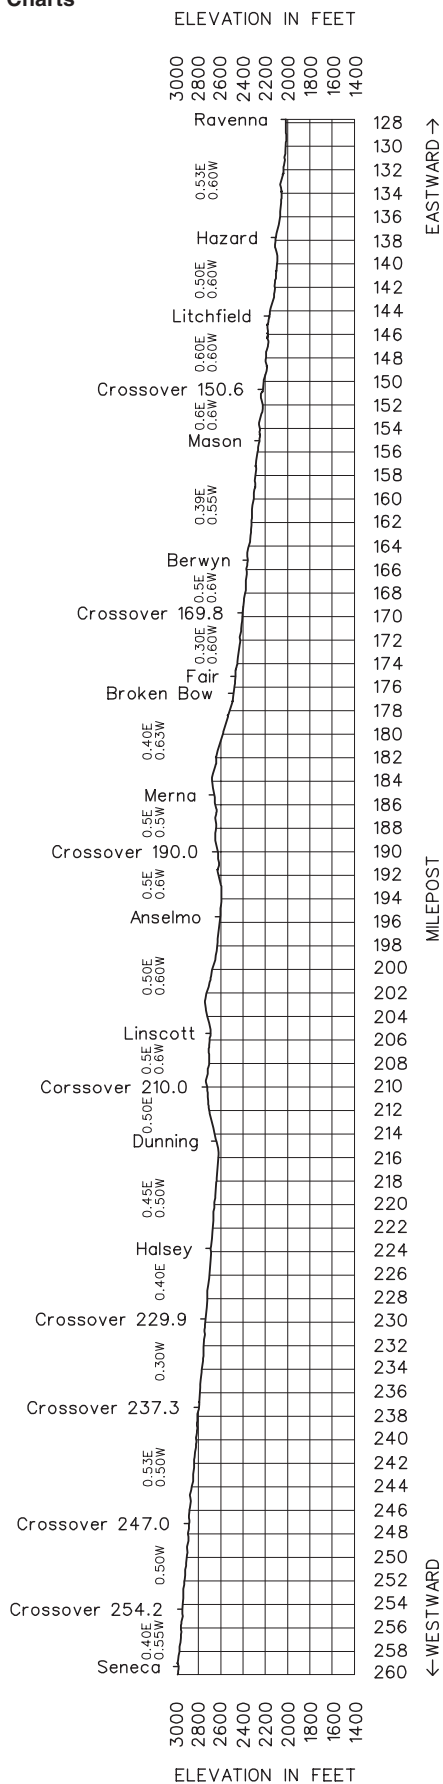 Charts
ELEVATION IN FEET
3000 2800 2600 2400 2200 2000 1800 1600 1400
Ravenna 128
130
EASTWARD→
0.53E
0.60W
132
134
136
Hazard 138
0.50E
0.60W
140
142
Litchfield 144
146
0.60E
0.60W
148
150
Crossover 150.6
0.6E
0.6W
152
154
Mason
156
158
0.39E
0.55W
160
162
164
Berwyn
166
0.5E
0.6W
168
Crossover 169.8
170
0.30E
0.60W
172
174
Fair
176
Broken Bow
178
0.40E
0.63W
180
182
184
Merna
186
0.5E
0.5W
188
Crossover 190.0 190
0.5E
0.6W
192
194
MILEPOST
Anselmo 196
198
0.50E
0.60W
200
202
204
Linscott 206
0.5E
0.6W
208
Corssover 210.0 210
0.50E
212
214
Dunning
216
218
0.45E
0.50W
220
222
Halsey 224
0.40E
226
228
Crossover 229.9 230
0.30W
232
234
236
Crossover 237.3
238
240
0.53E
0.50W
242
244
246
Crossover 247.0
248
0.50W
250
252
Crossover 254.2 254
0.40E
0.55W
256
258
Seneca 260
←WESTWARD
3000 2800 2600 2400 2200 2000 1800 1600 1400
ELEVATION IN FEET